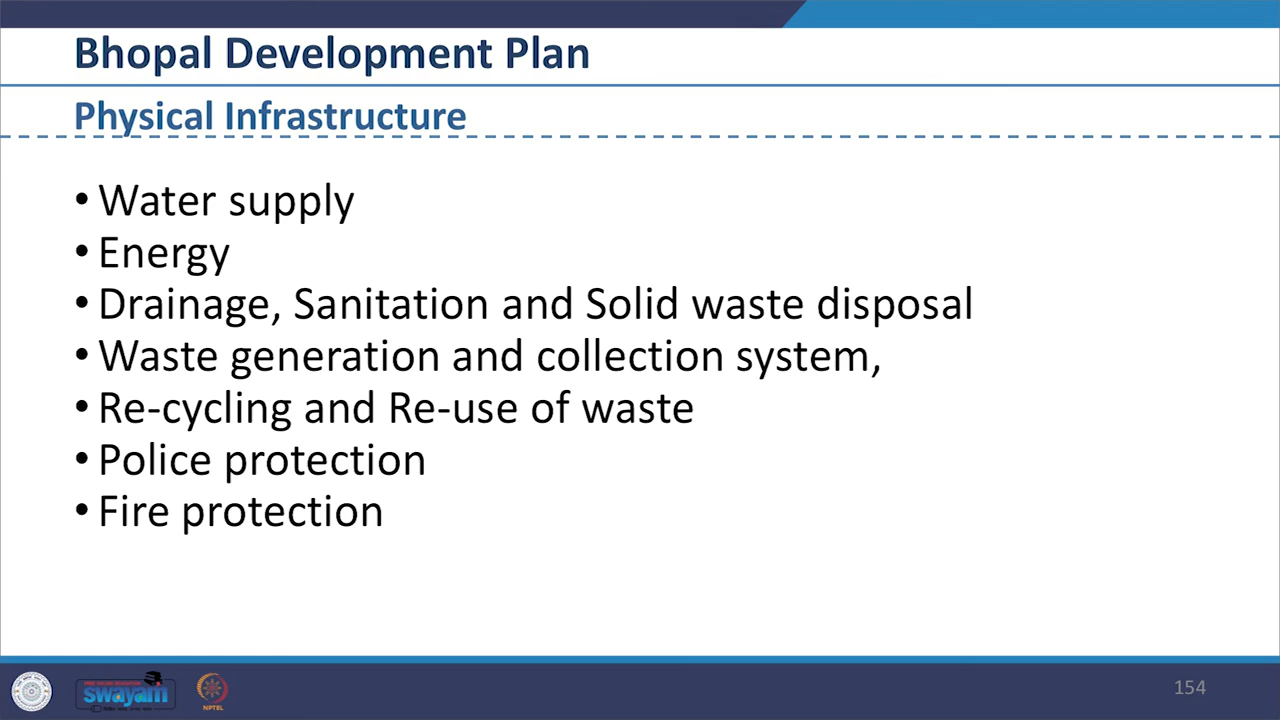 Bhopal Development Plan
Physical Infrastructure
• Water supply
• Energy
• Drainage, Sanitation and Solid waste disposal
• Waste generation and collection system,
• Re-cycling and Re-use of waste
• Police protection
• Fire protection
swayam
NPTEL
154